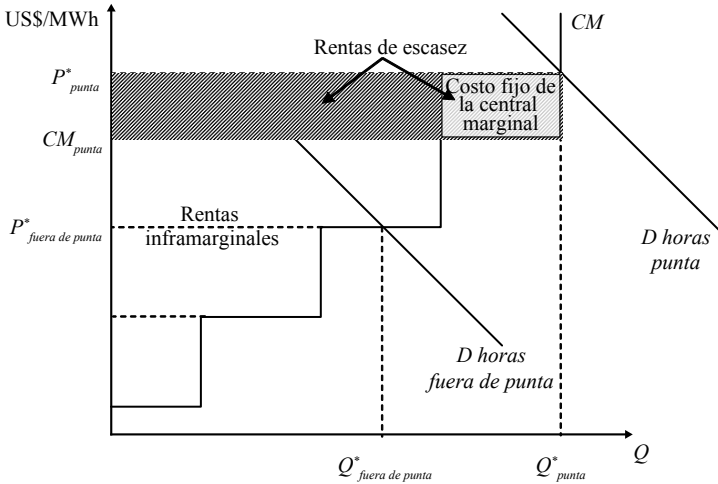 US$/MWh
CM
Rentas de escasez
P*punta
Costo fijo de
la central
marginal
CMpunta
Rentas
inframarginales
P*fuera de punta
D horas
punta
D horas
fuera de punta
Q
Q*fuera de punta
Q*punta